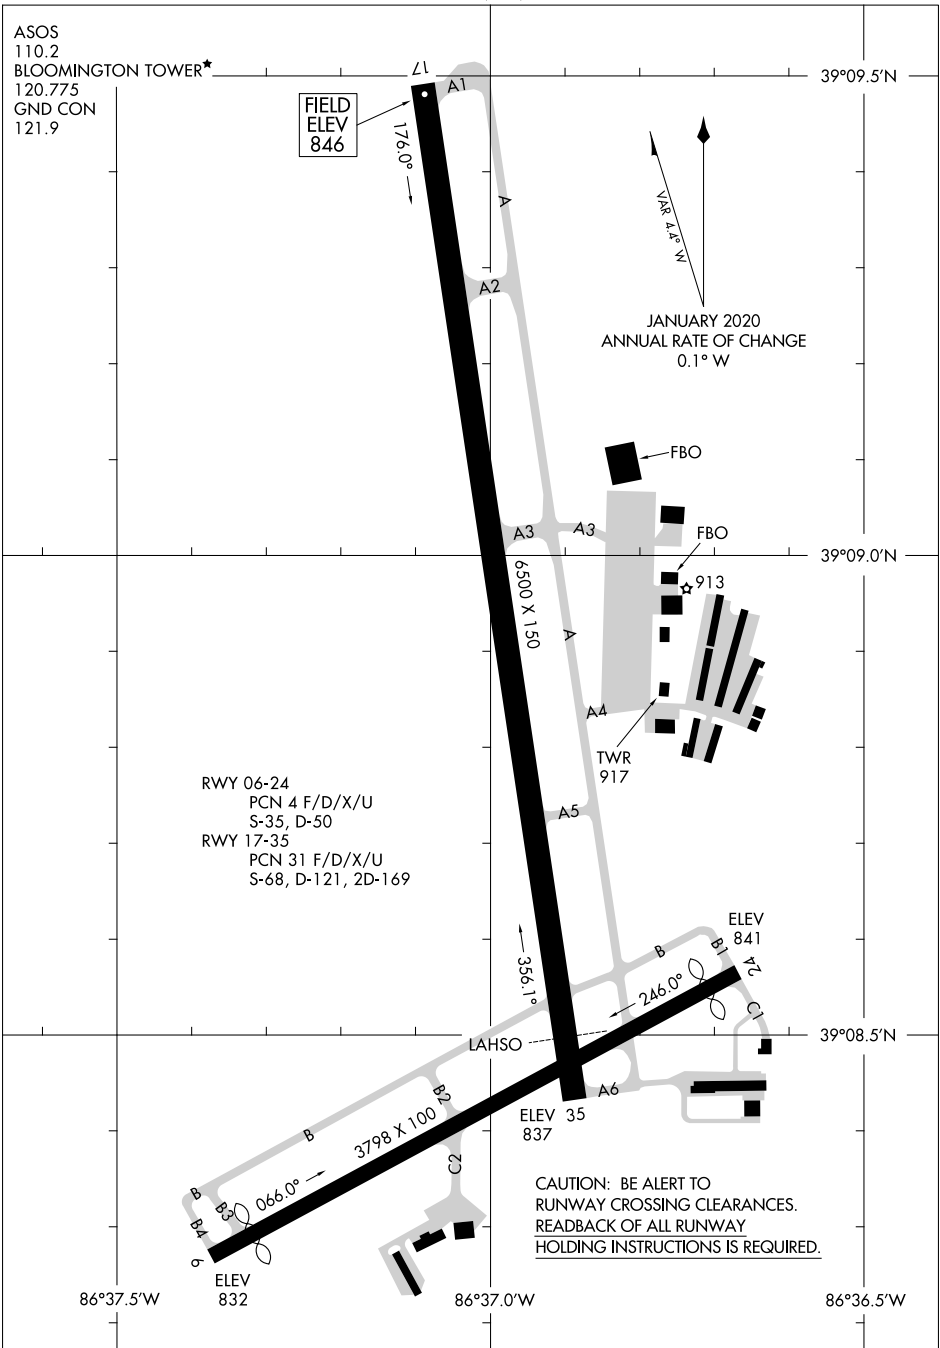 ASOS
110.2
BLOOMINGTON TOWER★
120.775
GND CON
121.9
17
A1
39°09.5'N
FIELD
ELEV
846
176.0°
A
VAR 4.4° W
A2
JANUARY 2020
ANNUAL RATE OF CHANGE
0.1° W
FBO
A3
A3
FBO
39°09.0'N
913
6500 X 150
A
A4
TWR
917
RWY 06-24
PCN 4 F/D/X/U
S-35, D-50
RWY 17-35
PCN 31 F/D/X/U
S-68, D-121, 2D-169
A5
ELEV
841
B
B1
24
356.1°
246.0°
C1
LAHSO
39°08.5'N
A6
ELEV
837
35
B2
B
3798 X 100
C2
066.0°
B
B3
B4
6
ELEV
832
CAUTION: BE ALERT TO
RUNWAY CROSSING CLEARANCES.
READBACK OF ALL RUNWAY
HOLDING INSTRUCTIONS IS REQUIRED.
86°37.5'W
86°37.0'W
86°36.5'W